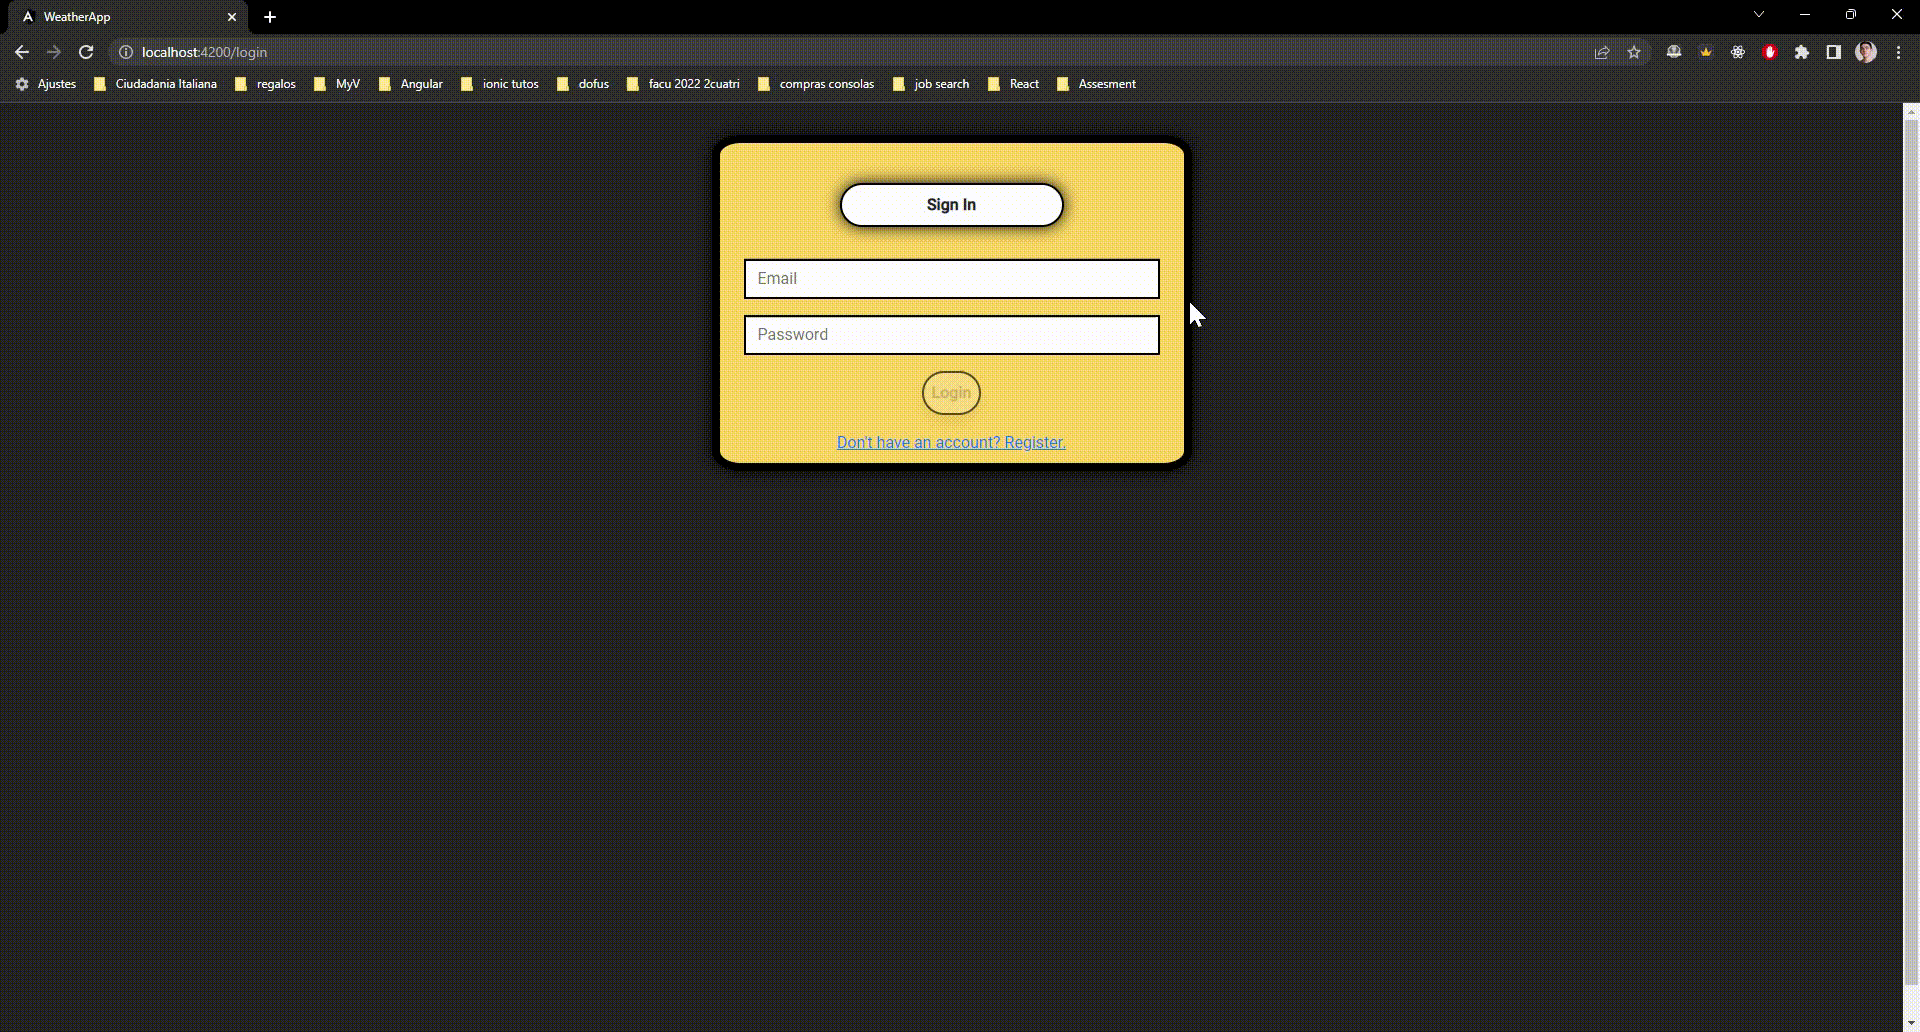 WeatherApp
localhost:4200/login
Ajustes Ciudadania Italiana regalos MyV Angular ionic tutos dofus facu 2022 2cuatri compras consolas job search React Assesment
Sign In
Email
Password
Login
Don't have an account? Register.